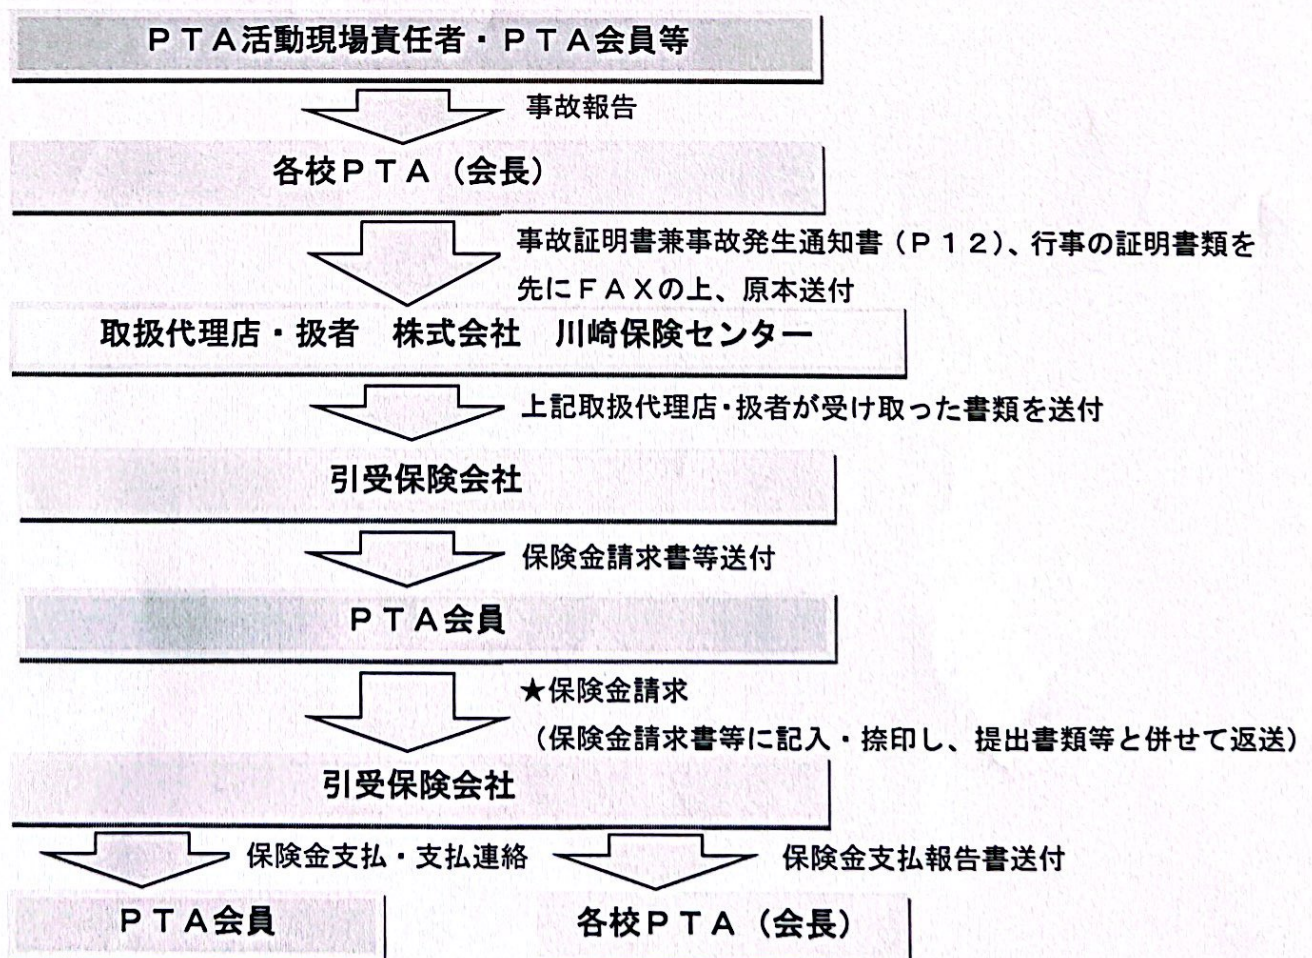 ＰＴＡ活動現場責任者・ＰＴＡ会員等
事故報告
各校ＰＴＡ（会長）
事故証明書兼事故発生通知書（Ｐ１２）、行事の証明書類を
先にＦＡＸの上、原本送付
取扱代理店・扱者　株式会社　川崎保険センター
上記取扱代理店・扱者が受け取った書類を送付
引受保険会社
保険金請求書等送付
ＰＴＡ会員
★保険金請求
（保険金請求書等に記入・捺印し、提出書類等と併せて返送）
引受保険会社
保険金支払・支払連絡
保険金支払報告書送付
ＰＴＡ会員
各校ＰＴＡ（会長）